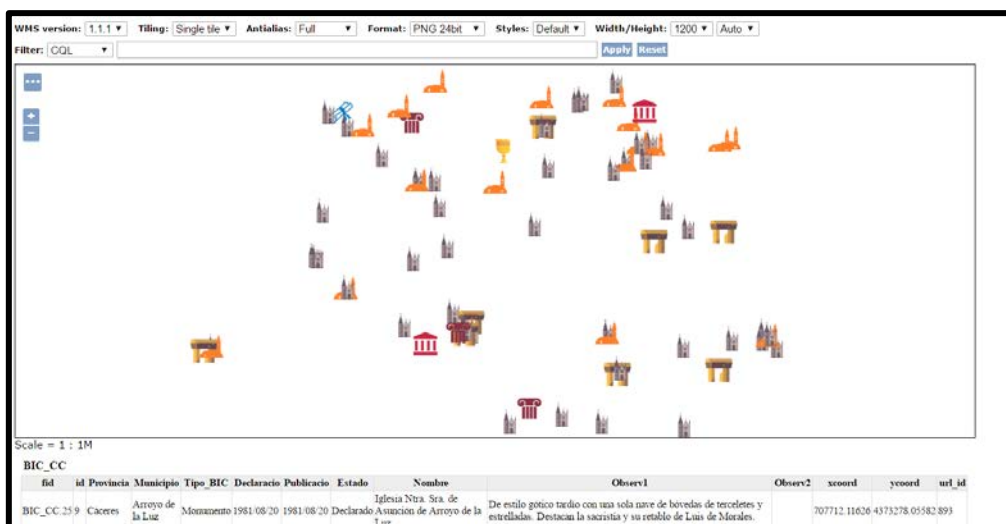 WMS version: 1.1.1 Tiling: Single tile Antialias: Full Format: PNG 24bit Styles: Default Width/Height: 1200 Auto
Filter: CQL Apply Reset
...
+
−
Scale = 1 : 1M
BIC_CC
fid id Provincia Municipio Tipo_BIC Declaracio Publicacio Estado Nombre Observ1 Observ2 xcoord ycoord url_id
BIC_CC.25 9 Caceres Arroyo de la Luz Monumento 1981/08/20 1981/08/20 Declarado Iglesia Ntra. Sra. de Asunción de Arroyo de la Luz De estilo gótico tardio con una sola nave de bóvedas de terceletes y estrelladas. Destacan la sacristia y su retablo de Luis de Morales. 707712.11626 4373278.05582 893